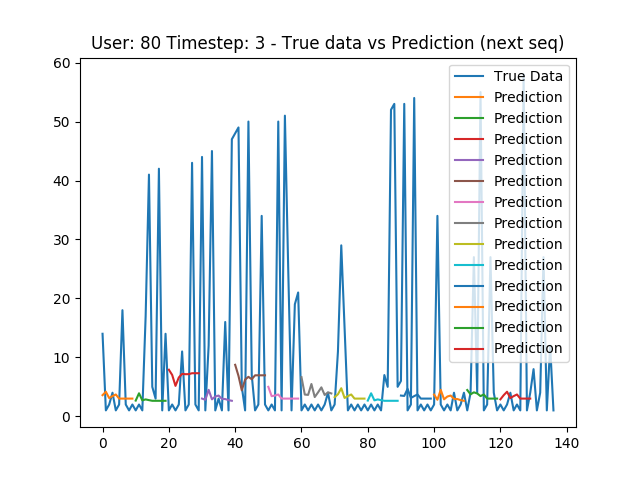 User: 80 Timestep: 3 - True data vs Prediction (next seq)
60
50
40
30
20
10
0
0 20 40 60 80 100 120 140
True Data
Prediction
Prediction
Prediction
Prediction
Prediction
Prediction
Prediction
Prediction
Prediction
Prediction
Prediction
Prediction
Prediction